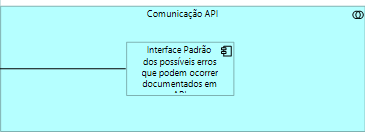 Comunicação API
Interface Padrão
dos possíveis erros
que podem ocorrer
documentados em